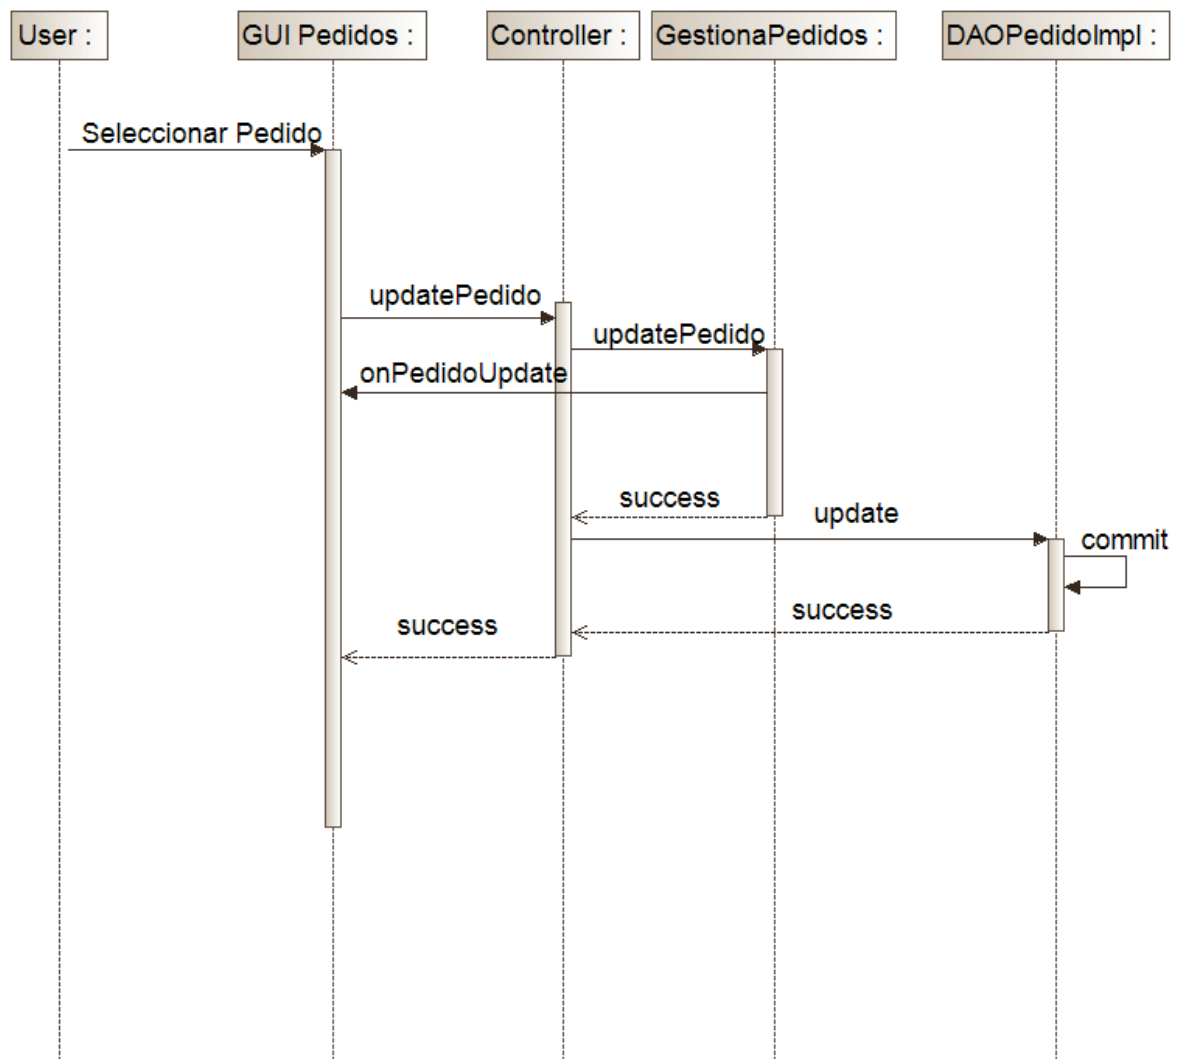 User :
GUI Pedidos :
Controller :
GestionaPedidos :
DAOPedidoImpl :
Seleccionar Pedido
updatePedido
updatePedido
onPedidoUpdate
success
update
commit
success
success